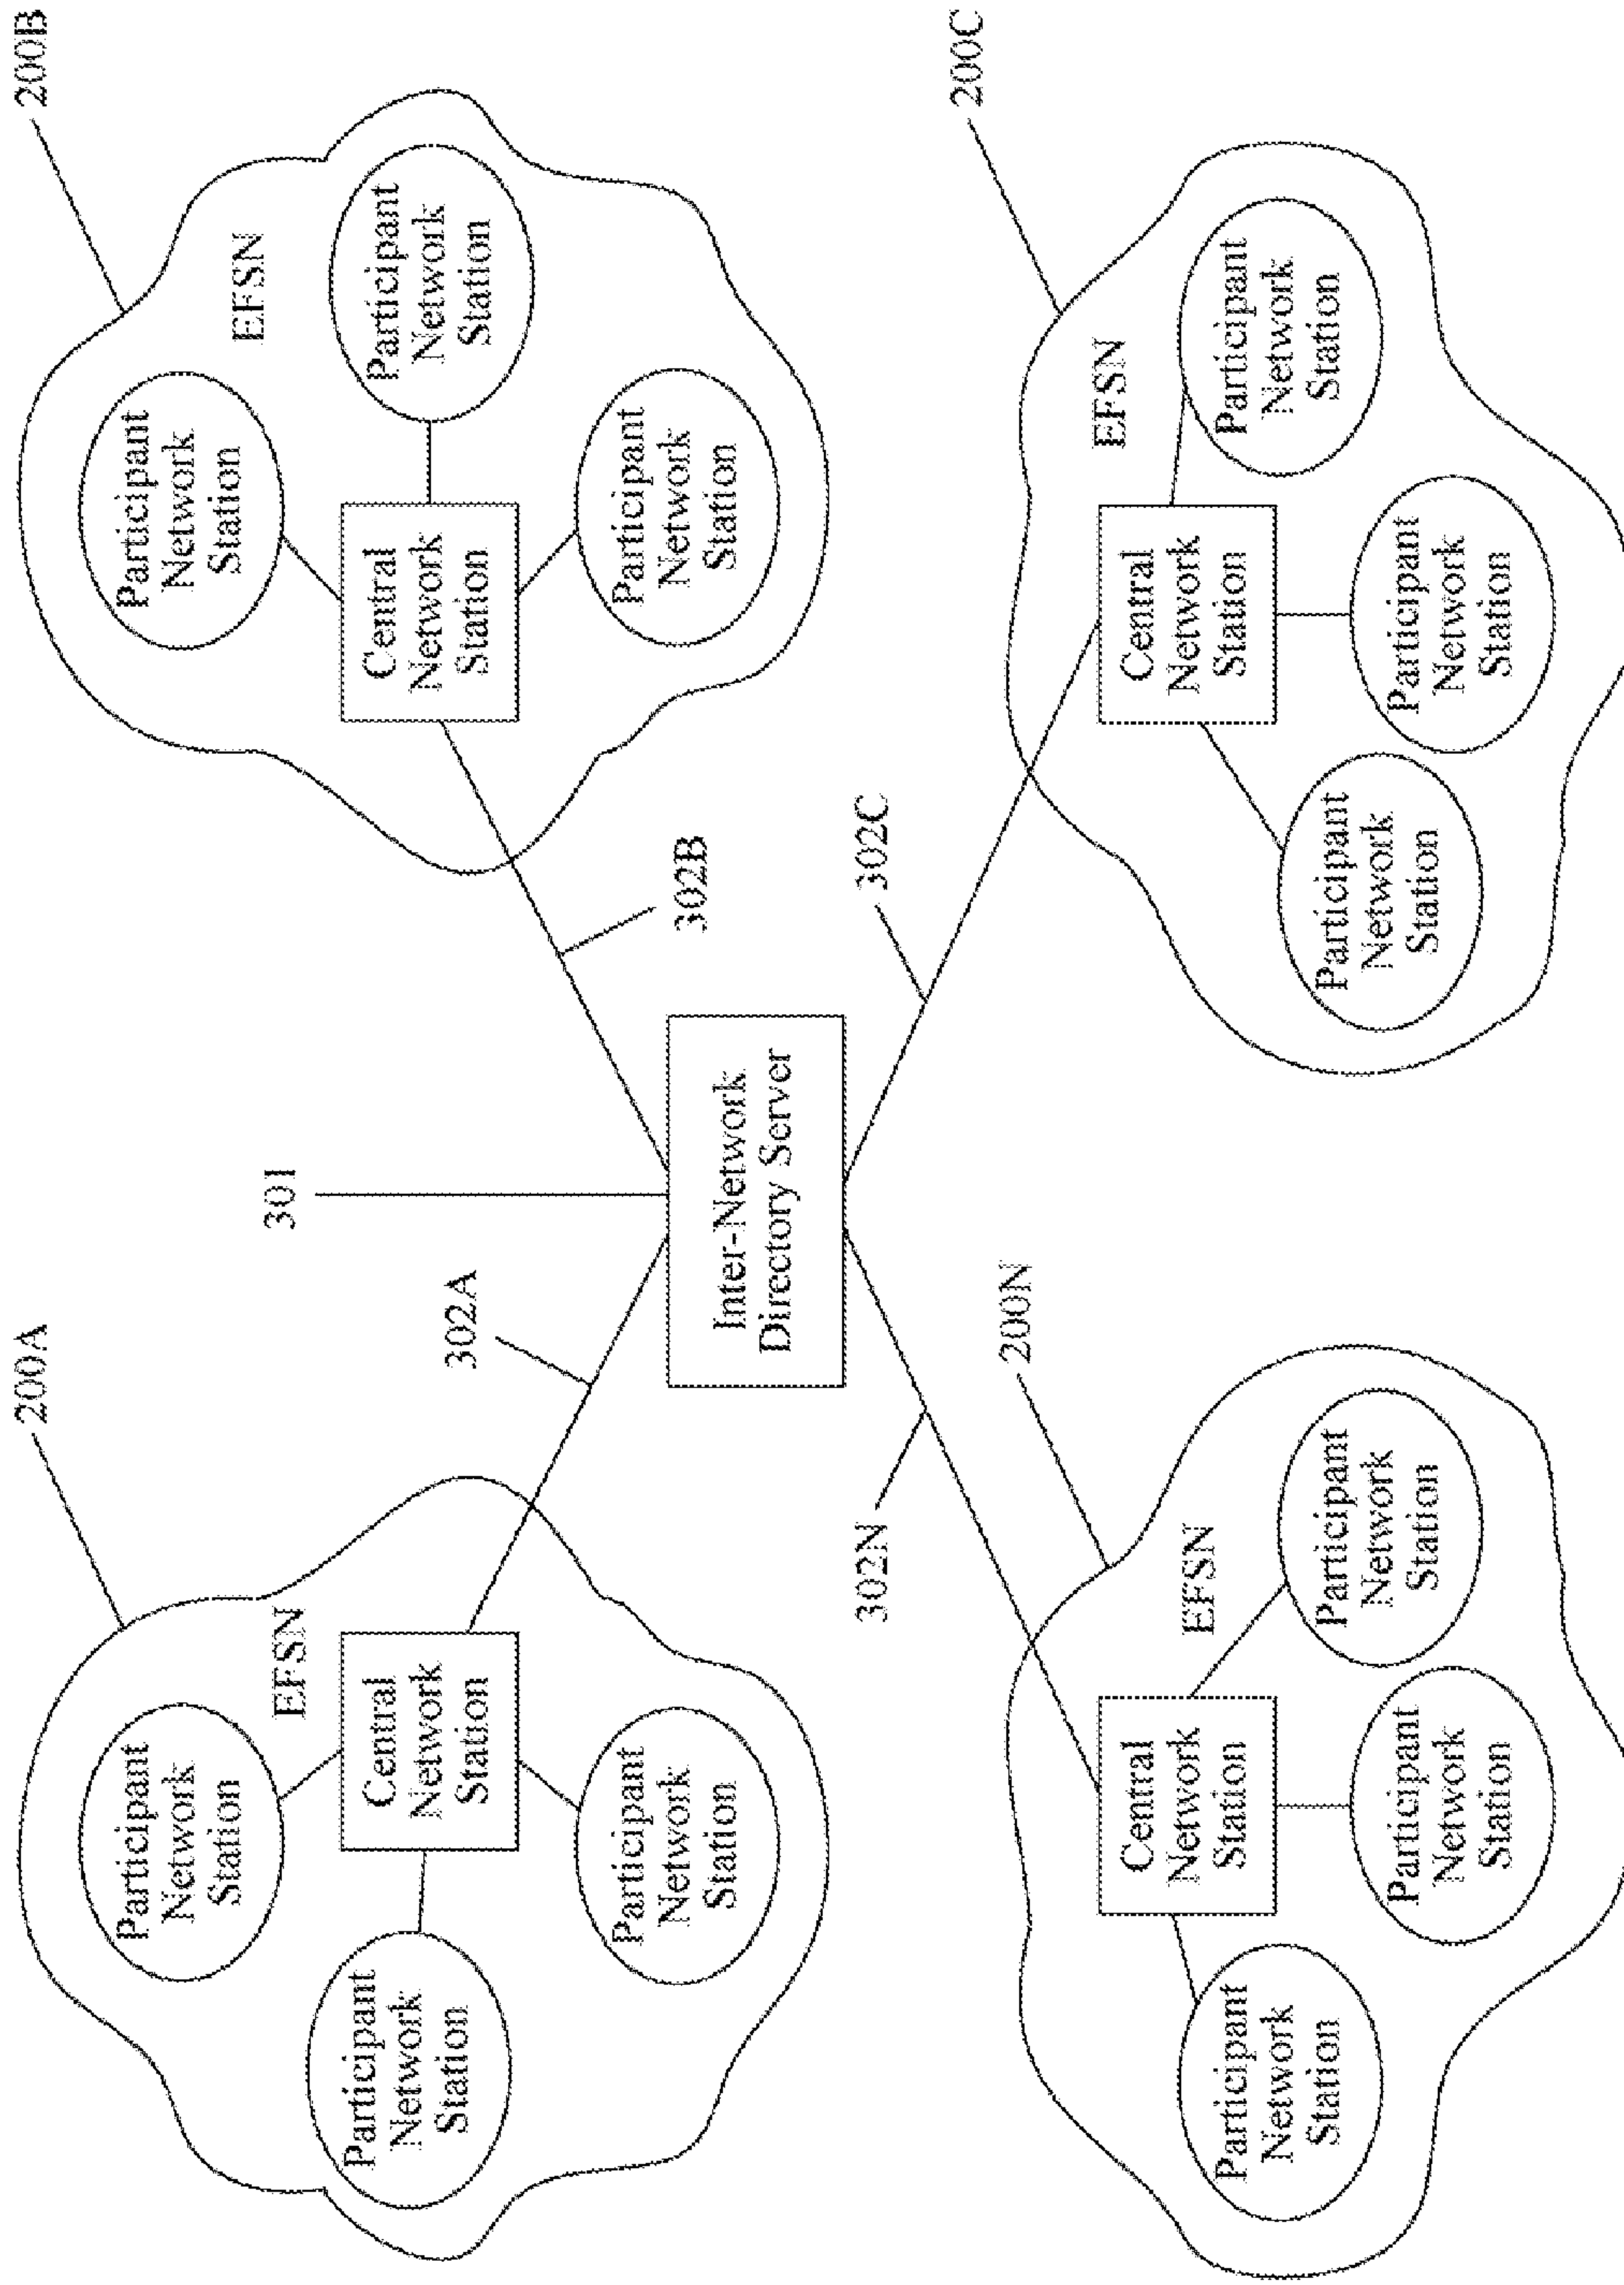 200A
EFSN
Participant
Network
Station
Participant
Network
Station
Central
Network
Station
Participant
Network
Station
302A
301
200B
EFSN
Participant
Network
Station
Central
Network
Station
Participant
Network
Station
Participant
Network
Station
302B
Inter-Network
Directory Server
302N
200N
EFSN
Central
Network
Station
Participant
Network
Station
Participant
Network
Station
Participant
Network
Station
302C
200C
EFSN
Central
Network
Station
Participant
Network
Station
Participant
Network
Station
Participant
Network
Station